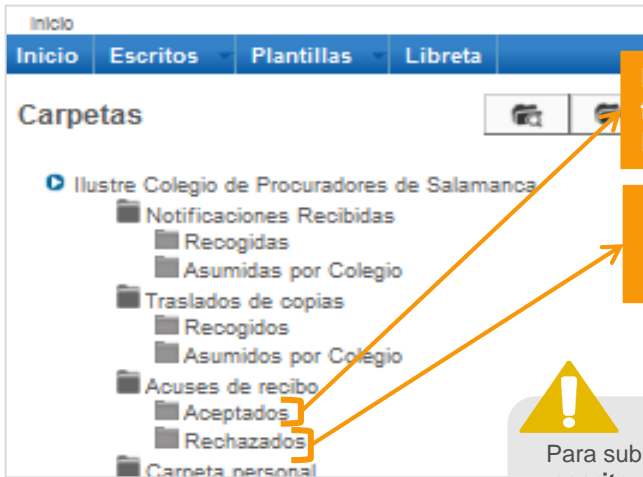 Inicio
Inicio Escritos Plantillas Libreta
Carpetas
Ilustre Colegio de Procuradores de Salamanca
Notificaciones Recibidas
Recogidas
Asumidas por Colegio
Traslados de copias
Recogidos
Asumidos por Colegio
Acuses de recibo
Aceptados
Rechazados
Carpeta personal
Para sub